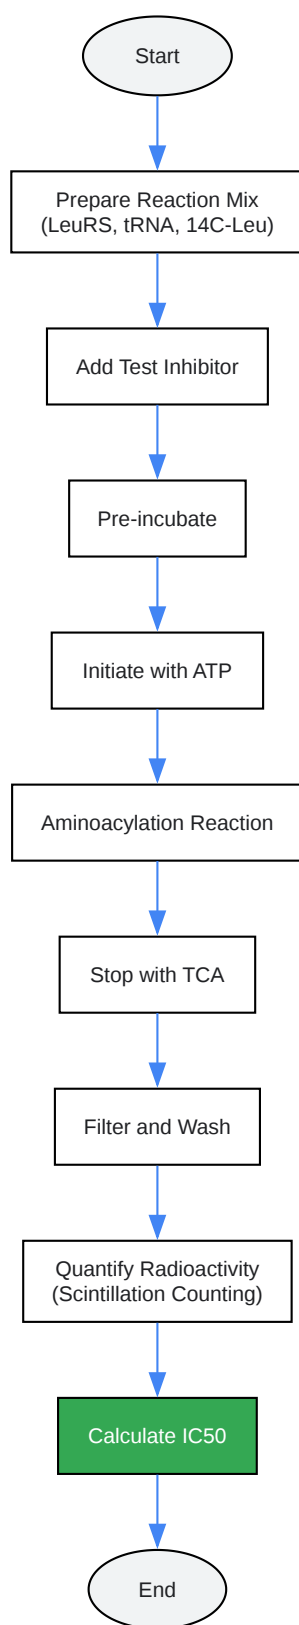 Start
Prepare Reaction Mix
(LeuRS, tRNA, 14C-Leu)
Add Test Inhibitor
Pre-incubate
Initiate with ATP
Aminoacylation Reaction
Stop with TCA
Filter and Wash
Quantify Radioactivity
(Scintillation Counting)
Calculate IC50
End